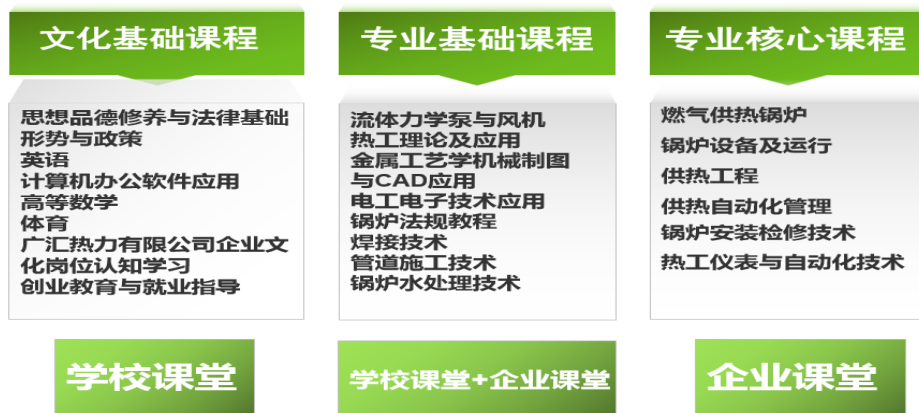 文化基础课程
思想品德修养与法律基础
形势与政策
英语
计算机办公软件应用
高等数学
体育
广汇热力有限公司企业文
化岗位认知学习
创业教育与就业指导
学校课堂
专业基础课程
流体力学泵与风机
热工理论及应用
金属工艺学机械制图
与CAD应用
电工电子技术应用
锅炉法规教程
焊接技术
管道施工技术
锅炉水处理技术
学校课堂+企业课堂
专业核心课程
燃气供热锅炉
锅炉设备及运行
供热工程
供热自动化管理
锅炉安装检修技术
热工仪表与自动化技术
企业课堂